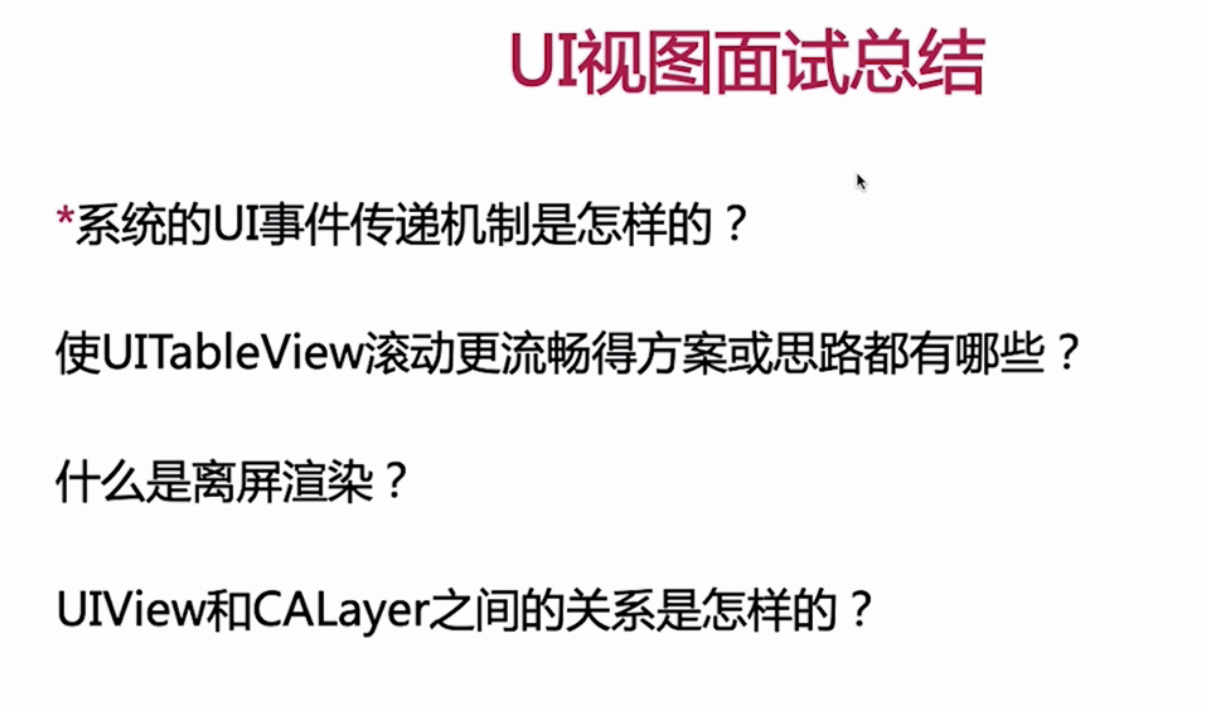 UI视图面试总结
*系统的UI事件传递机制是怎样的？
使UITableView滚动更流畅得方案或思路都有哪些？
什么是离屏渲染？
UIView和CALayer之间的关系是怎样的？